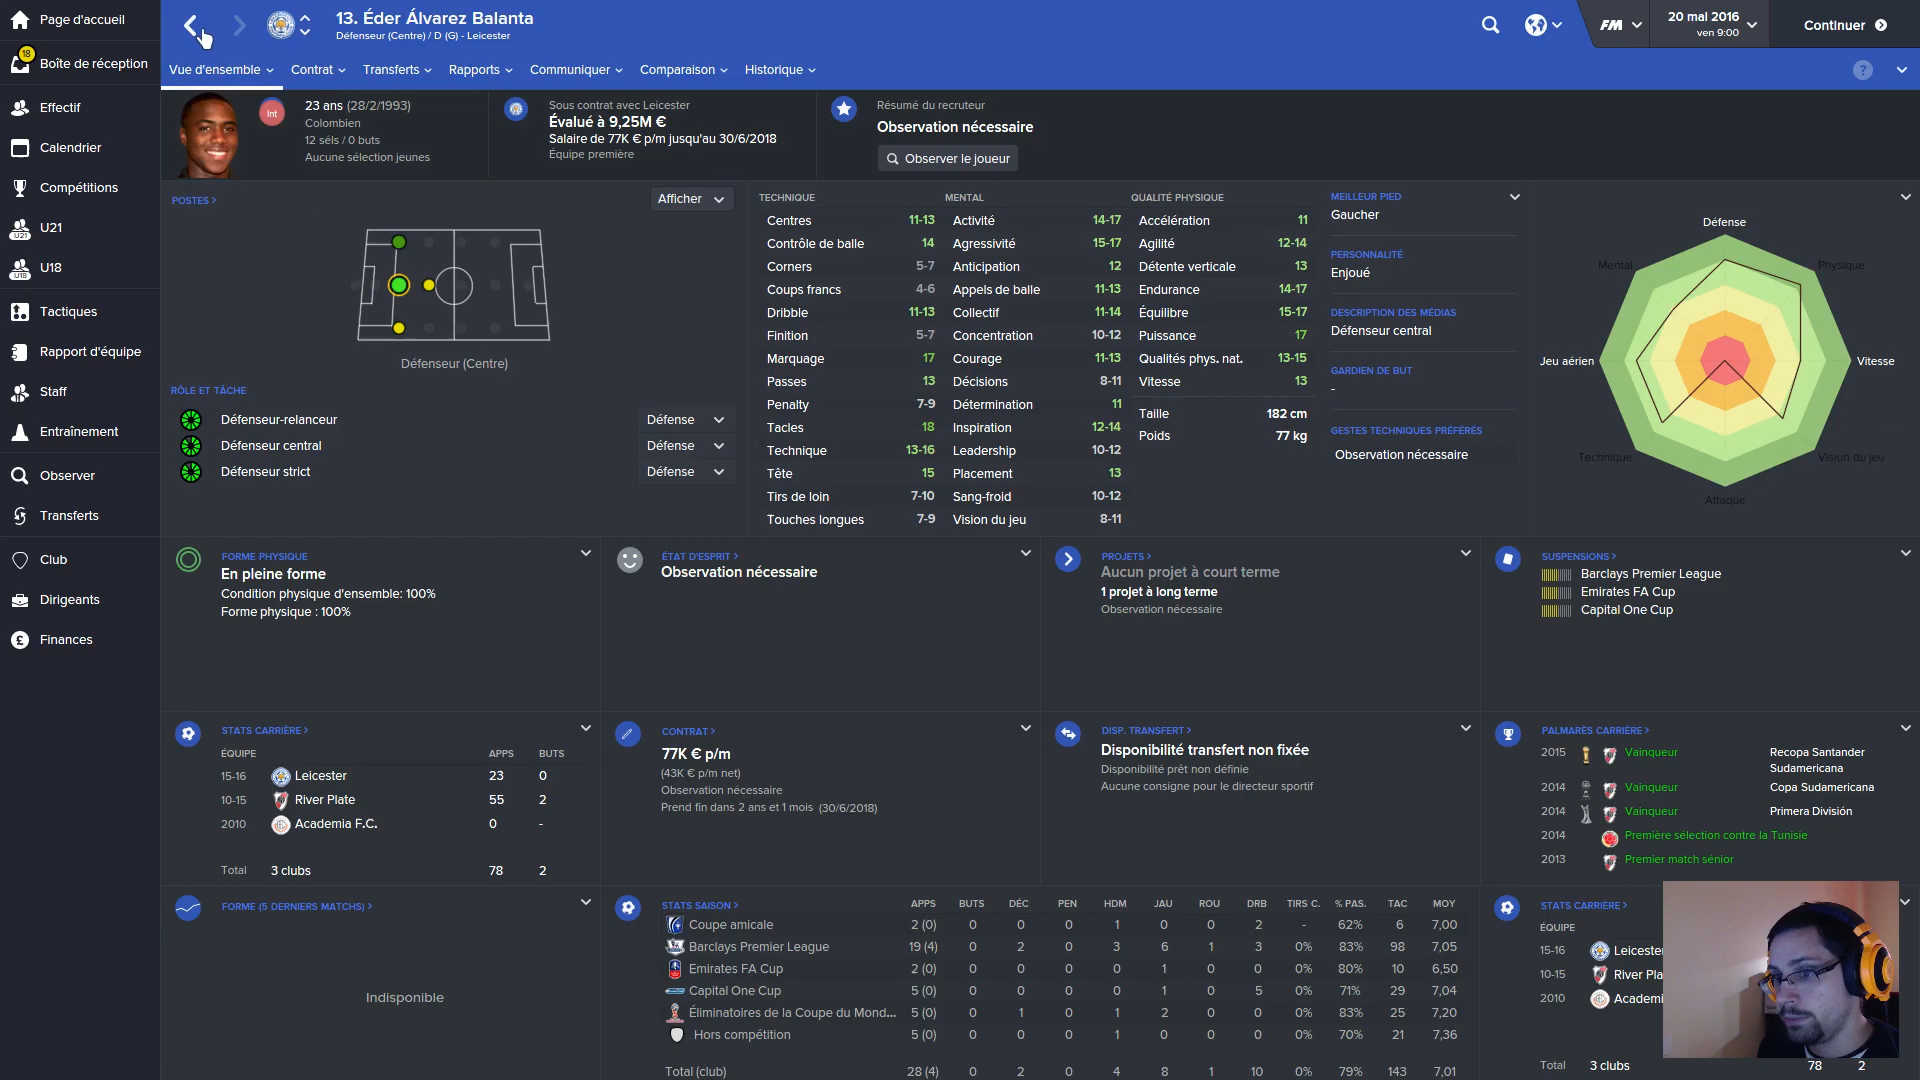 Page d'accueil
18
Boîte de réception
Effectif
Calendrier
Compétitions
U21
U21
U18
U18
Tactiques
Rapport d'équipe
Staff
Entraînement
Observer
Transferts
Club
Dirigeants
Finances
13. Éder Álvarez Balanta
Défenseur (Centre) / D (G) - Leicester
FM
20 mai 2016
ven 9:00
Continuer
Vue d'ensemble Contrat Transferts Rapports Communiquer Comparaison Historique
?
Int
23 ans (28/2/1993)
Colombien
12 séls / 0 buts
Aucune sélection jeunes
Sous contrat avec Leicester
Évalué à 9,25M €
Salaire de 77K € p/m jusqu'au 30/6/2018
Équipe première
Résumé du recruteur
Observation nécessaire
Observer le joueur
POSTES >
Afficher
Défenseur (Centre)
RÔLE ET TÂCHE
Défenseur-relanceur Défense
Défenseur central Défense
Défenseur strict Défense
TECHNIQUE MENTAL QUALITÉ PHYSIQUE
Centres 11-13 Activité 14-17 Accélération 11
Contrôle de balle 14 Agressivité 15-17 Agilité 12-14
Corners 5-7 Anticipation 12 Détente verticale 13
Coups francs 4-6 Appels de balle 11-13 Endurance 14-17
Dribble 11-13 Collectif 11-14 Équilibre 15-17
Finition 5-7 Concentration 10-12 Puissance 17
Marquage 17 Courage 11-13 Qualités phys. nat. 13-15
Passes 13 Décisions 8-11 Vitesse 13
Penalty 7-9 Détermination 11
Taille 182 cm
Tacles 18 Inspiration 12-14
Poids 77 kg
Technique 13-16 Leadership 10-12
Tête 15 Placement 13
Tirs de loin 7-10 Sang-froid 10-12
Touches longues 7-9 Vision du jeu 8-11
MEILLEUR PIED
Gaucher
PERSONNALITÉ
Enjoué
DESCRIPTION DES MÉDIAS
Défenseur central
GARDIEN DE BUT
-
GESTES TECHNIQUES PRÉFÉRÉS
Observation nécessaire
Défense
Mental Physique
Jeu aérien Vitesse
Technique Vision du jeu
Attaque
FORME PHYSIQUE
En pleine forme
Condition physique d'ensemble: 100%
Forme physique : 100%
ÉTAT D'ESPRIT >
Observation nécessaire
PROJETS >
Aucun projet à court terme
1 projet à long terme
Observation nécessaire
SUSPENSIONS >
Barclays Premier League
Emirates FA Cup
Capital One Cup
STATS CARRIÈRE >
ÉQUIPE APPS BUTS
15-16 Leicester 23 0
10-15 River Plate 55 2
2010 Academia F.C. 0 -
Total 3 clubs 78 2
CONTRAT >
77K € p/m
(43K € p/m net)
Observation nécessaire
Prend fin dans 2 ans et 1 mois (30/6/2018)
DISP. TRANSFERT >
Disponibilité transfert non fixée
Disponibilité prêt non définie
Aucune consigne pour le directeur sportif
PALMARÈS CARRIÈRE >
2015 Vainqueur Recopa Santander
Sudamericana
2014 Vainqueur Copa Sudamericana
2014 Vainqueur Primera División
2014 Première sélection contre la Tunisie
2013 Premier match sénior
FORME (5 DERNIERS MATCHS) >
Indisponible
STATS SAISON > APPS BUTS DÉC PEN HDM JAU ROU DRB TIRS C. % PAS. TAC MOY
Coupe amicale 2 (0) 0 0 0 1 0 0 2 - 62% 6 7,00
Barclays Premier League 19 (4) 0 2 0 3 6 1 3 0% 83% 98 7,05
Emirates FA Cup 2 (0) 0 0 0 0 1 0 0 0% 80% 10 6,50
Capital One Cup 5 (0) 0 0 0 0 1 0 5 0% 71% 29 7,04
Éliminatoires de la Coupe du Mond... 5 (0) 0 1 0 1 2 0 0 0% 83% 25 7,20
Hors compétition 5 (0) 0 0 0 1 0 0 0 0% 70% 21 7,36
Total (club) 28 (4) 0 2 0 4 8 1 10 0% 79% 143 7,01
STATS CARRIÈRE >
ÉQUIPE
15-16 Leicester
10-15 River Pla
2010 Academi
Total 3 clubs 78 2